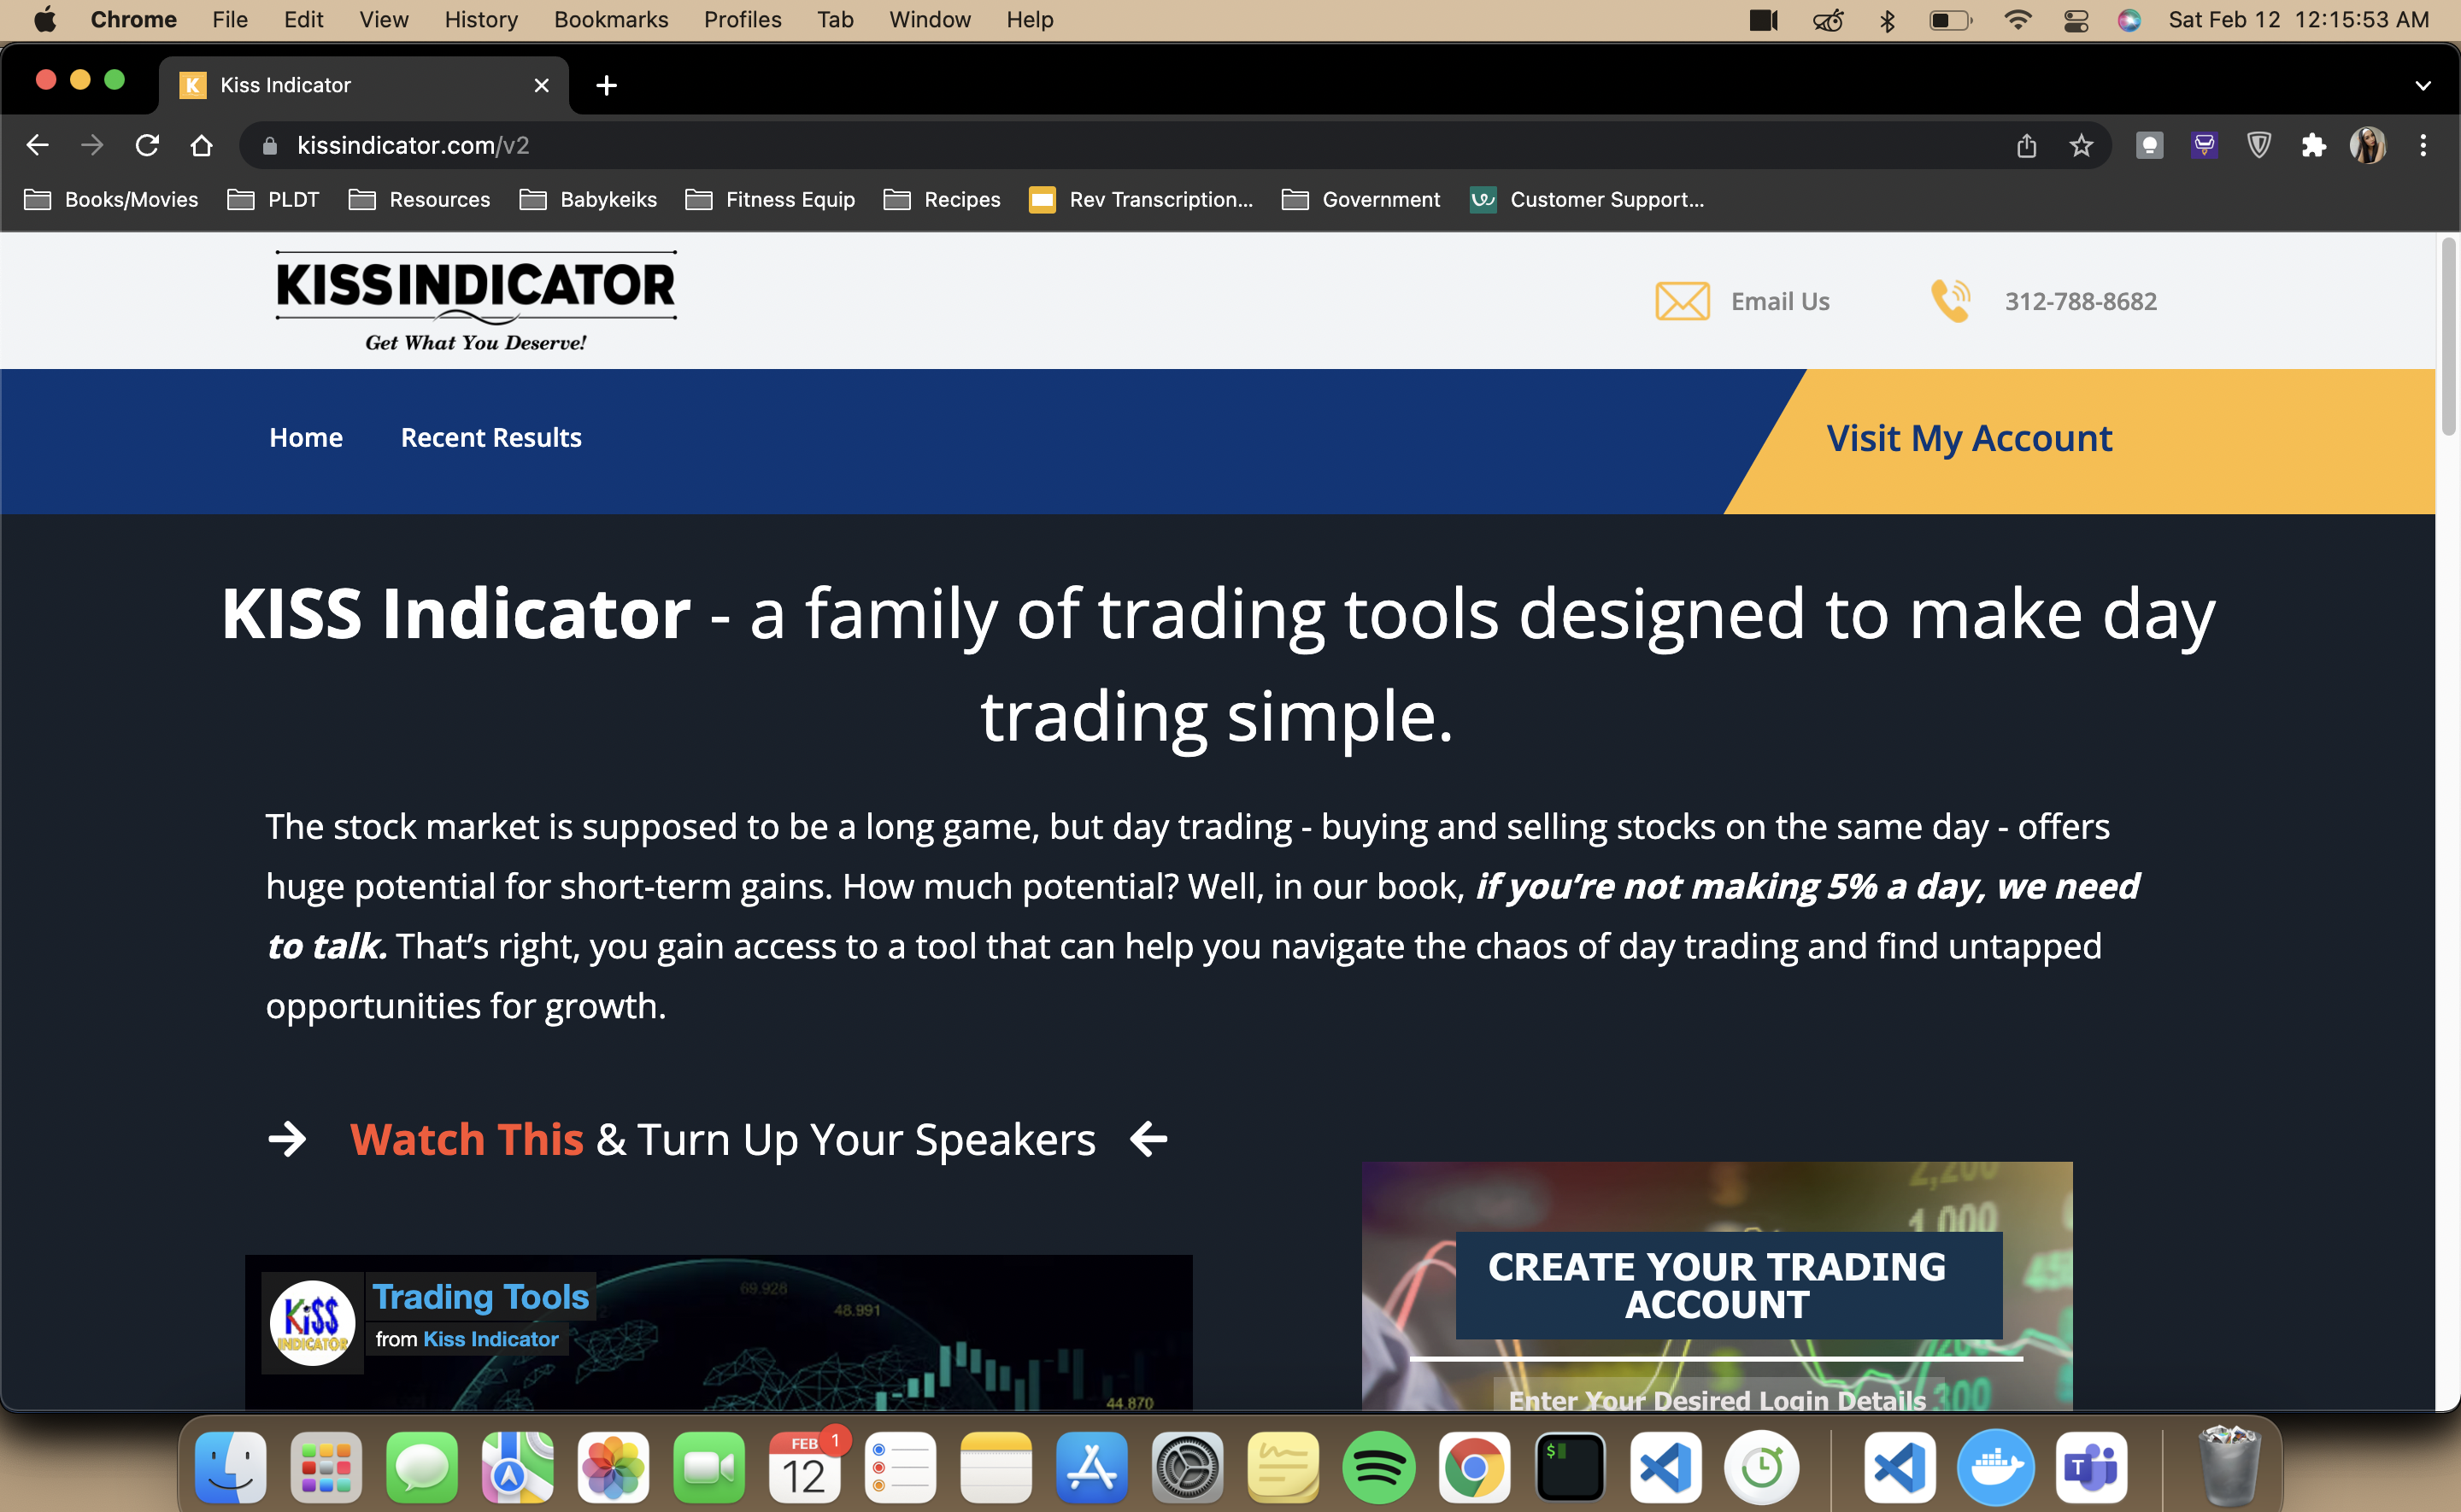 Chrome File Edit View History Bookmarks Profiles Tab Window Help Sat Feb 12 12:15:53 AM
Kiss Indicator
kissindicator.com/v2
Books/Movies PLDT Resources Babykeiks Fitness Equip Recipes Rev Transcription... Government Customer Support...
KISSINDICATOR
Get What You Deserve!
Email Us 312-788-8682
Home Recent Results Visit My Account
KISS Indicator - a family of trading tools designed to make day
trading simple.
The stock market is supposed to be a long game, but day trading - buying and selling stocks on the same day - offers
huge potential for short-term gains. How much potential? Well, in our book, if you’re not making 5% a day, we need
to talk. That’s right, you gain access to a tool that can help you navigate the chaos of day trading and find untapped
opportunities for growth.
Watch This & Turn Up Your Speakers
KiSS
INDICATOR
Trading Tools
from Kiss Indicator
69.928
48.991
44.870
2,200
1,000
CREATE YOUR TRADING
ACCOUNT
Enter Your Desired Login Details
300
FEB 1
12